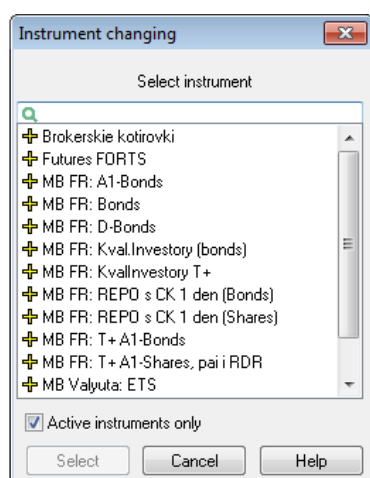 Instrument changing
Select instrument
Brokerskie kotirovki
Futures FORTS
MB FR: A1-Bonds
MB FR: Bonds
MB FR: D-Bonds
MB FR: Kval.Investory (bonds)
MB FR: KvalInvestory T+
MB FR: REPO s CK 1 den (Bonds)
MB FR: REPO s CK 1 den (Shares)
MB FR: T+ A1-Bonds
MB FR: T+ A1-Shares, pai i RDR
MB Valyuta: ETS
Active instruments only
Select Cancel Help